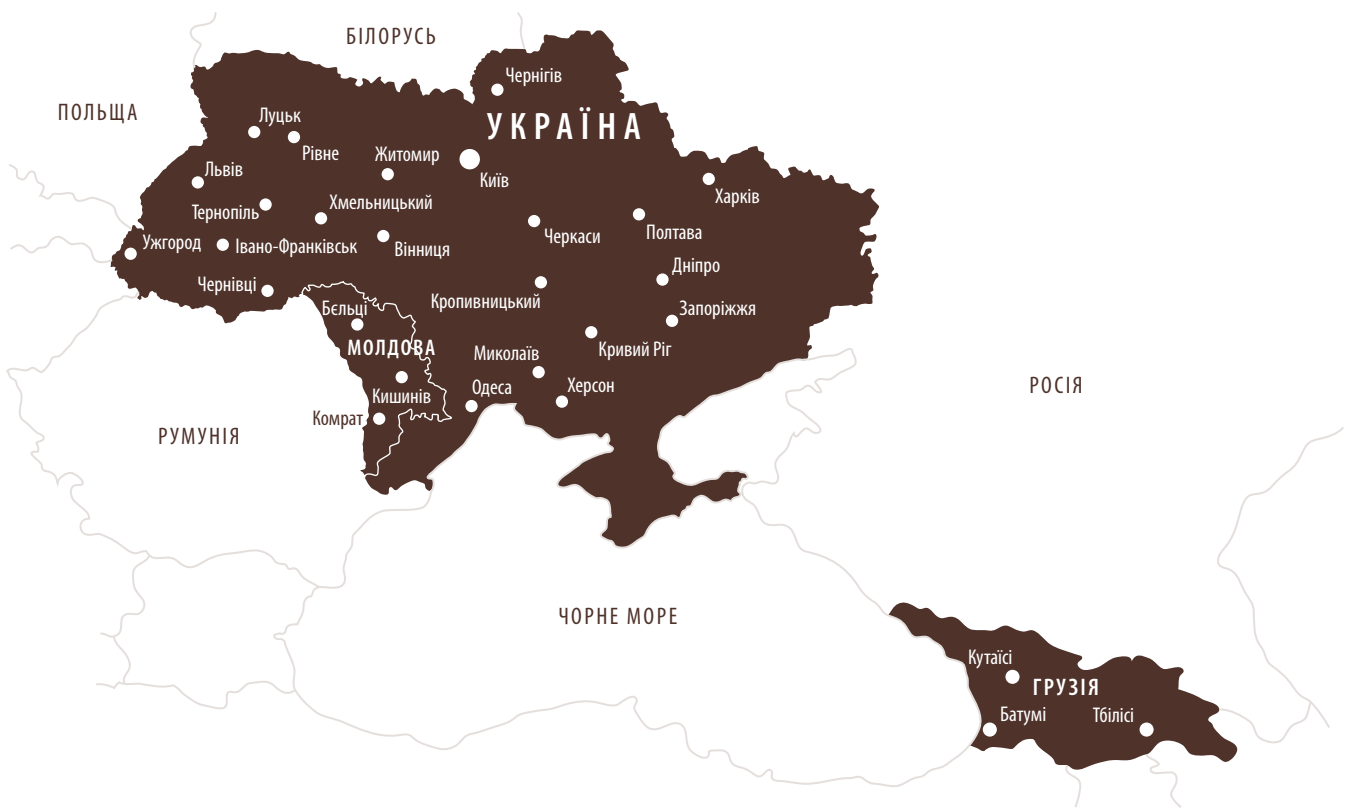 БІЛОРУСЬ
Чернігів
ПОЛЬЩА
Луцьк
УКРАЇНА
Рівне
Житомир
Львів
Київ
Харків
Тернопіль
Хмельницький
Ужгород
Івано-Франківськ
Вінниця
Черкаси
Полтава
Дніпро
Чернівці
Кропивницький
Бєльці
Запоріжжя
МОЛДОВА
Миколаїв
Кривий Ріг
Кишинів
Одеса
Херсон
РОСІЯ
Комрат
РУМУНІЯ
ЧОРНЕ МОРЕ
Кутаїсі
ГРУЗІЯ
Батумі
Тбілісі